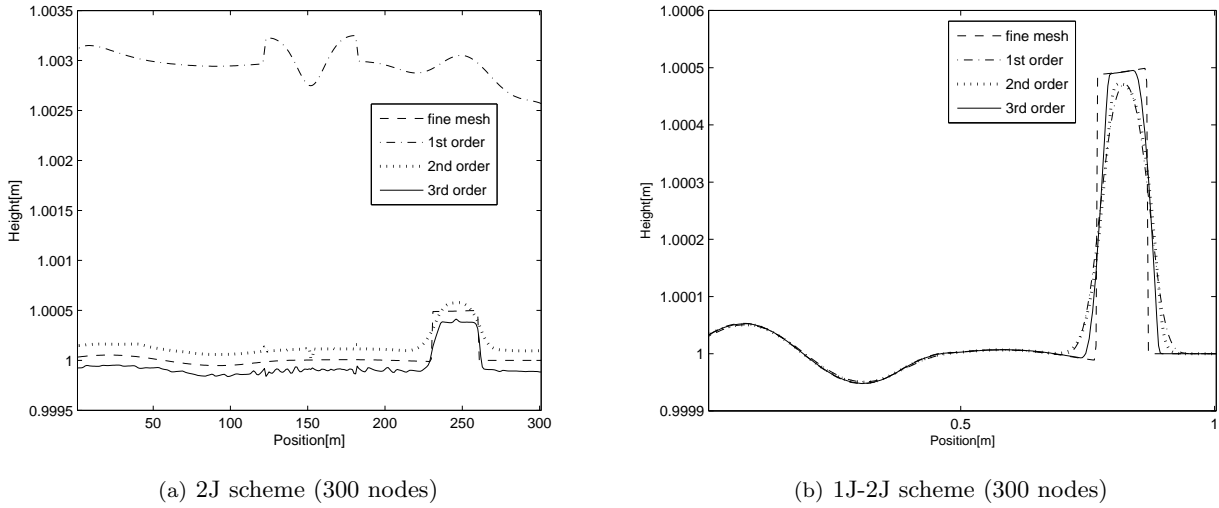 1.0035
1.003
1.0025
1.002
1.0015
1.001
1.0005
1
0.9995
Height[m]
50 100 150 200 250 300
Position[m]
fine mesh
1st order
2nd order
3rd order
(a) 2J scheme (300 nodes)
1.0006
1.0005
1.0004
1.0003
1.0002
1.0001
1
0.9999
Height[m]
0.5 1
Position[m]
fine mesh
1st order
2nd order
3rd order
(b) 1J-2J scheme (300 nodes)